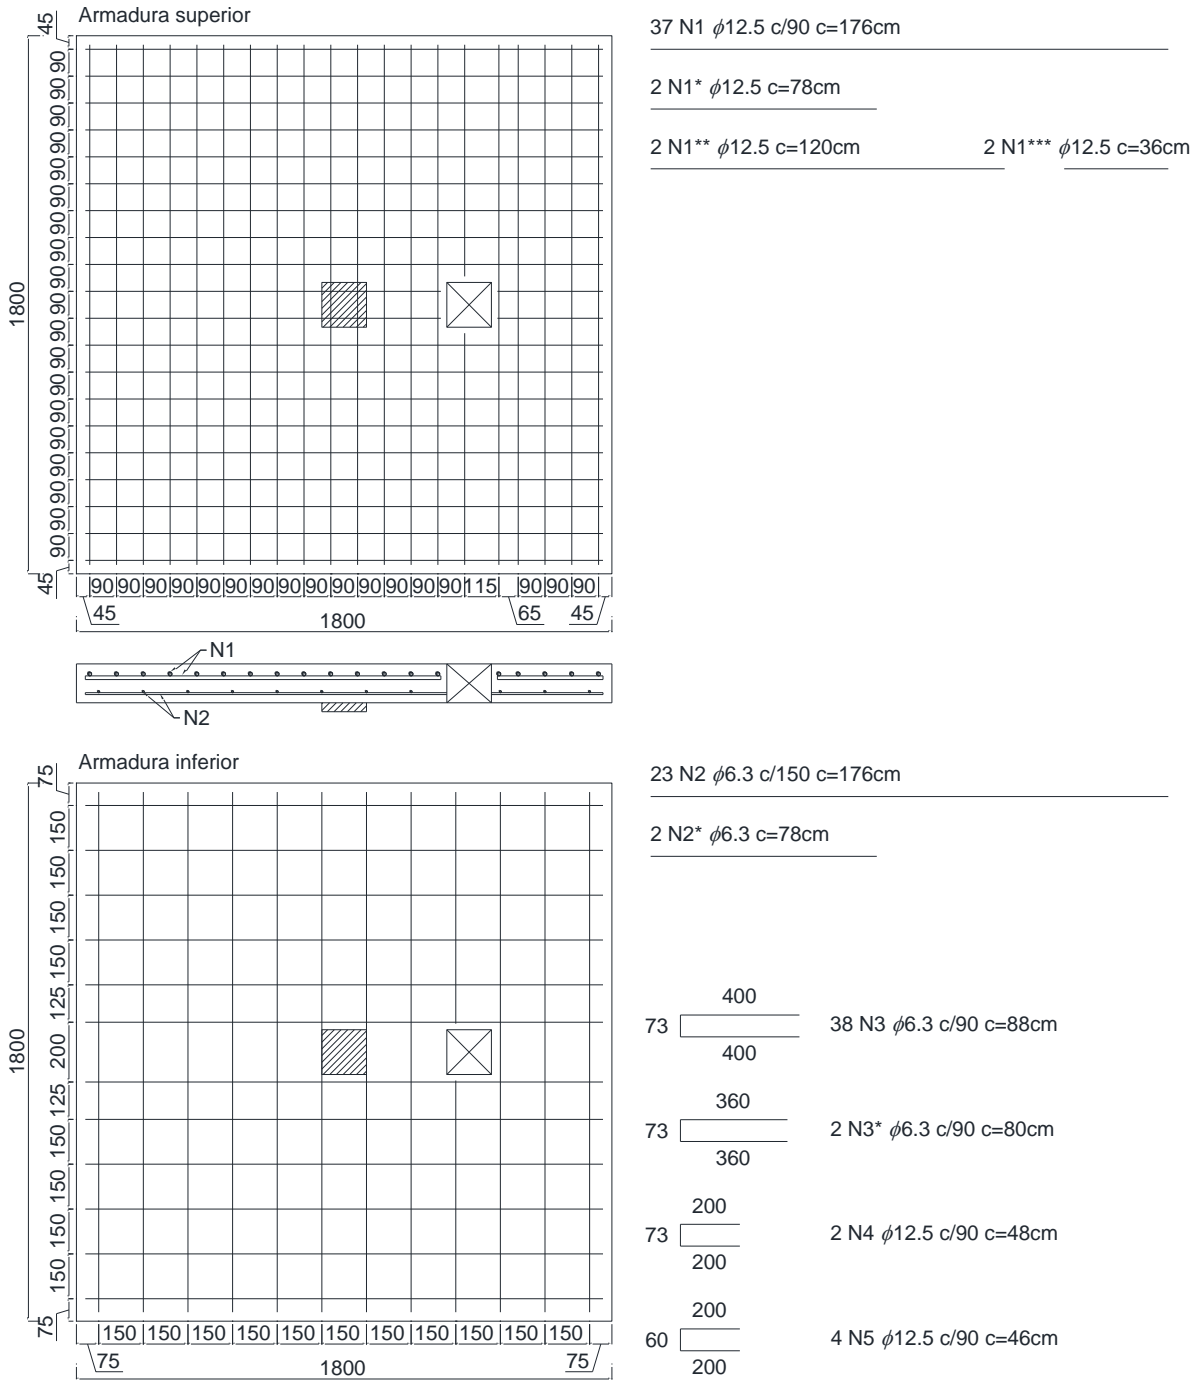 Armadura superior
45
90 90 90 90 90 90 90 90 90 90 90 90 90 90 90 90 90 90 90
45
1800
90 90 90 90 90 90 90 90 90 90 90 90 90 90 115 90 90 90
45 65 45
1800
37 N1 ϕ12.5 c/90 c=176cm
2 N1* ϕ12.5 c=78cm
2 N1** ϕ12.5 c=120cm 2 N1*** ϕ12.5 c=36cm
N1
N2
Armadura inferior
75
150 150 150 150 125 200 125 150 150 150 150
75
1800
150 150 150 150 150 150 150 150 150 150 150
75 75
1800
23 N2 ϕ6.3 c/150 c=176cm
2 N2* ϕ6.3 c=78cm
400
73 38 N3 ϕ6.3 c/90 c=88cm
400
360
73 2 N3* ϕ6.3 c/90 c=80cm
360
200
73 2 N4 ϕ12.5 c/90 c=48cm
200
200
60 4 N5 ϕ12.5 c/90 c=46cm
200